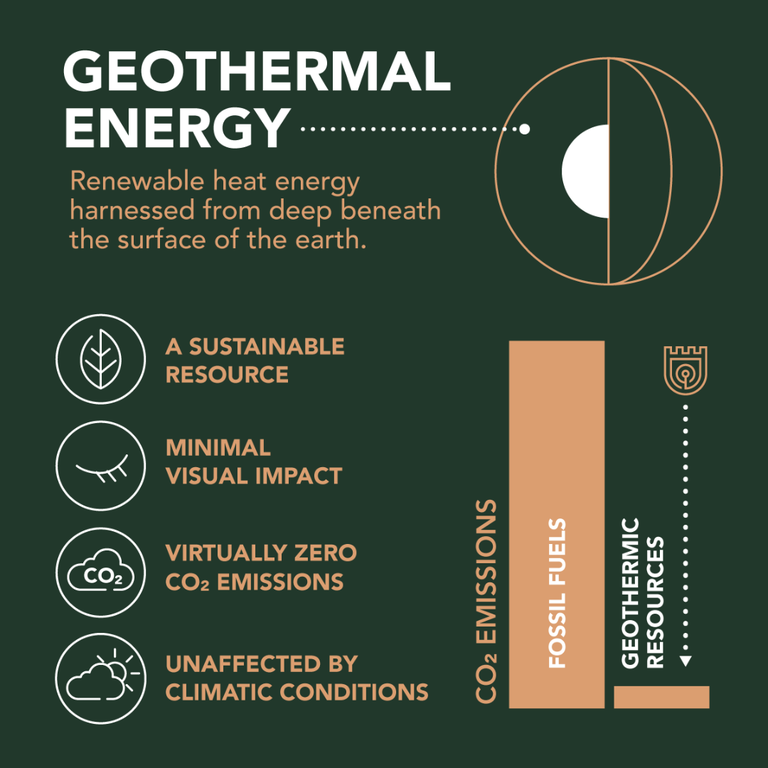 GEOTHERMAL
ENERGY
Renewable heat energy
harnessed from deep beneath
the surface of the earth.
A SUSTAINABLE
RESOURCE
MINIMAL
VISUAL IMPACT
CO₂
VIRTUALLY ZERO
CO₂ EMISSIONS
UNAFFECTED BY
CLIMATIC CONDITIONS
CO₂ EMISSIONS
FOSSIL FUELS
GEOTHERMIC
RESOURCES